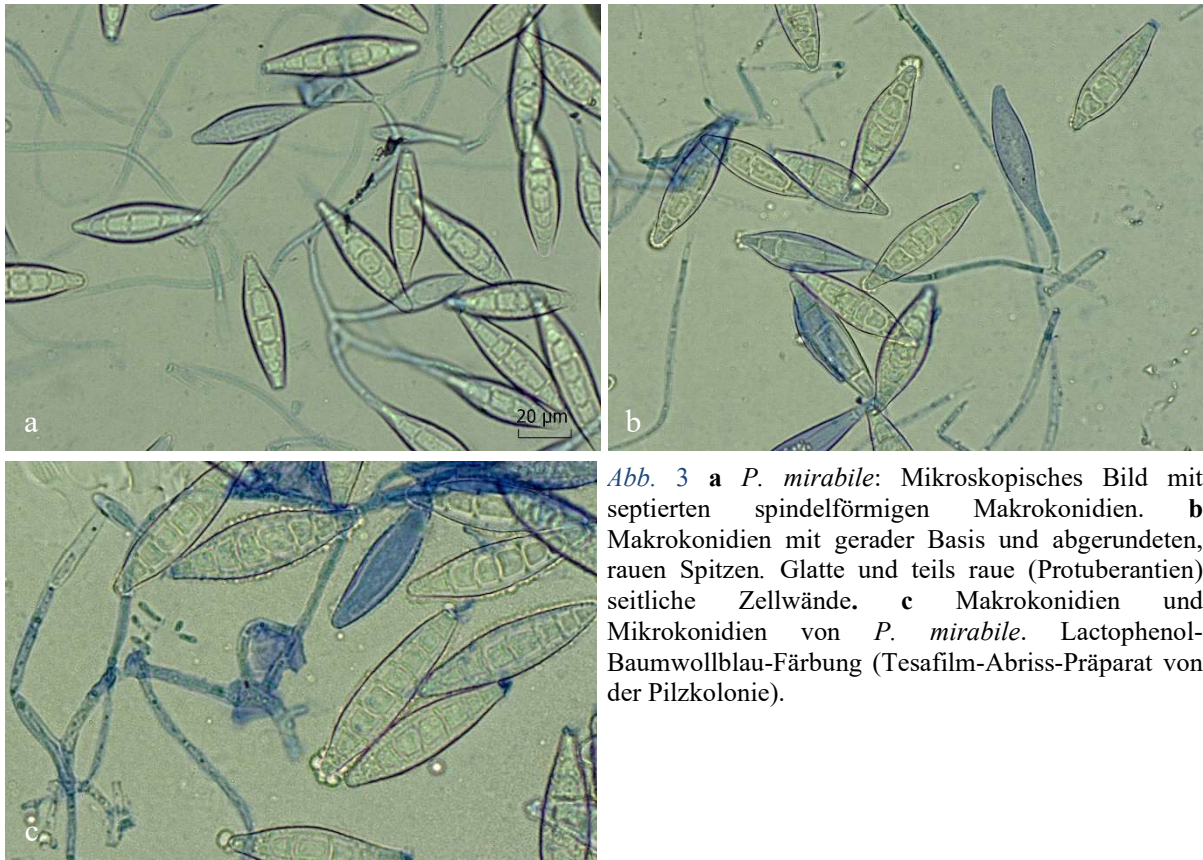 a
20 µm
b
c
Abb. 3 a P. mirabile: Mikroskopisches Bild mit
septierten spindelförmigen Makrokonidien. b
Makrokonidien mit gerader Basis und abgerundeten,
rauen Spitzen. Glatte und teils raue (Protuberantien)
seitliche Zellwände. c Makrokonidien und
Mikrokonidien von P. mirabile. Lactophenol-
Baumwollblau-Färbung (Tesafilm-Abriss-Präparat von
der Pilzkolonie).